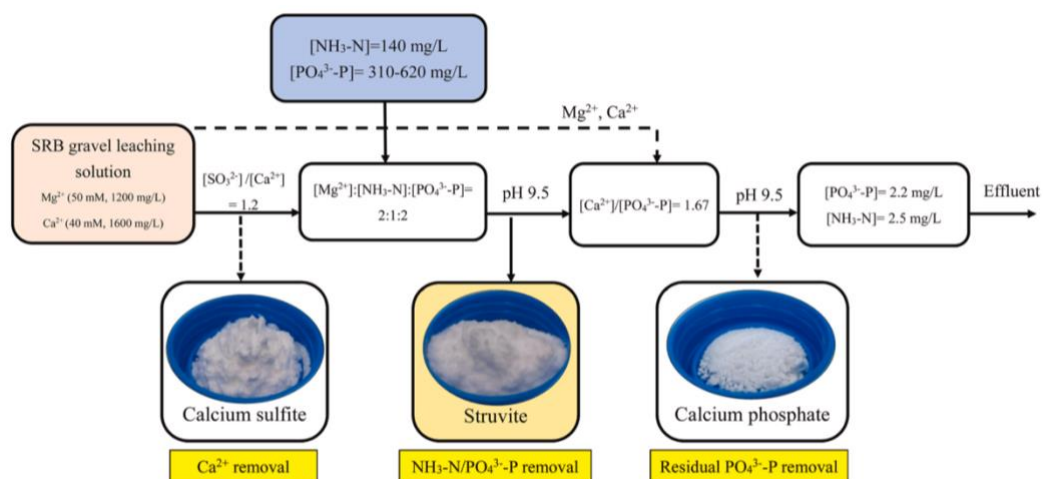 [NH₃-N]=140 mg/L
[PO₄³⁻-P]= 310-620 mg/L
Mg²⁺, Ca²⁺
SRB gravel leaching
solution
Mg²⁺ (50 mM, 1200 mg/L)
Ca²⁺ (40 mM, 1600 mg/L)
[SO₃²⁻]/[Ca²⁺]
= 1.2
[Mg²⁺]:[NH₃-N]:[PO₄³⁻-P]=
2:1:2
pH 9.5
[Ca²⁺]/[PO₄³⁻-P]= 1.67
pH 9.5
[PO₄³⁻-P]= 2.2 mg/L
[NH₃-N]= 2.5 mg/L
Effluent
Calcium sulfite
Struvite
Calcium phosphate
Ca²⁺ removal
NH₃-N/PO₄³⁻-P removal
Residual PO₄³⁻-P removal